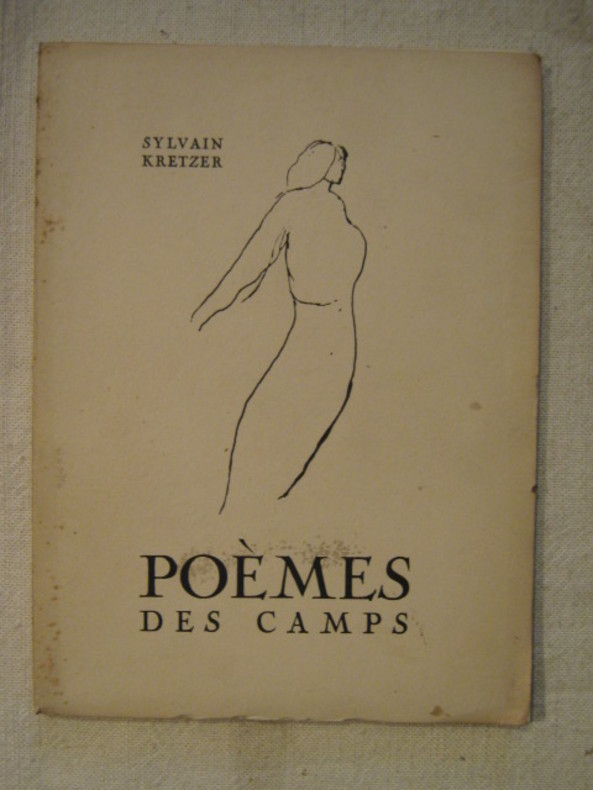 SYLVAIN
KRETZER
POÈMES
DES CAMPS